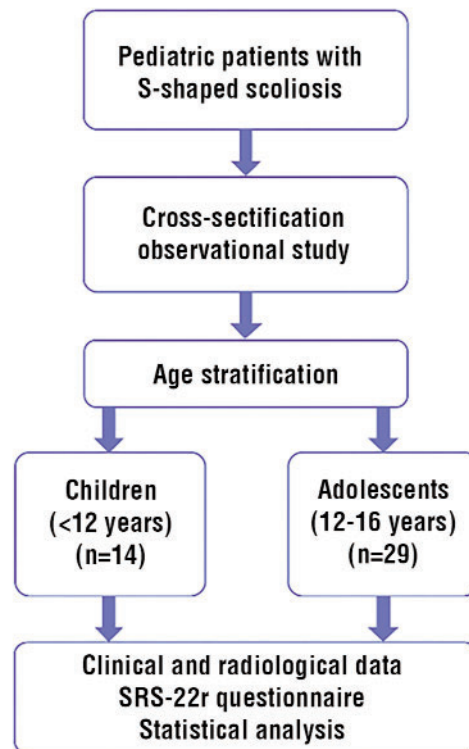 Pediatric patients with
S-shaped scoliosis
Cross-sectification
observational study
Age stratification
Children
(<12 years)
(n=14)
Adolescents
(12-16 years)
(n=29)
Clinical and radiological data
SRS-22r questionnaire
Statistical analysis